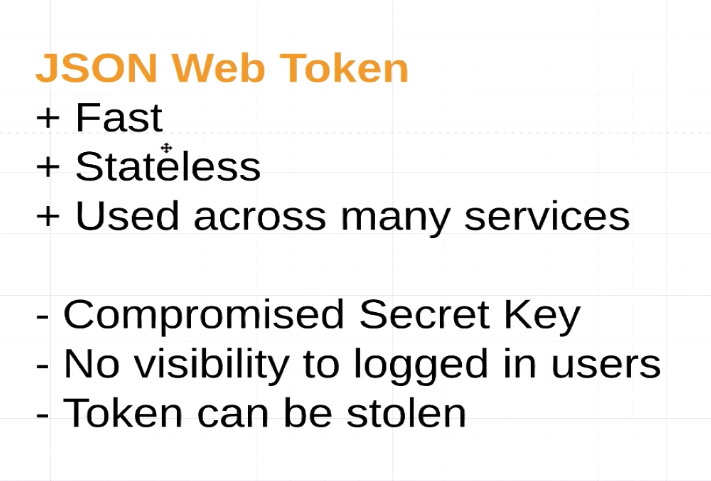 JSON Web Token
+ Fast
+ Stateless
+ Used across many services
- Compromised Secret Key
- No visibility to logged in users
- Token can be stolen